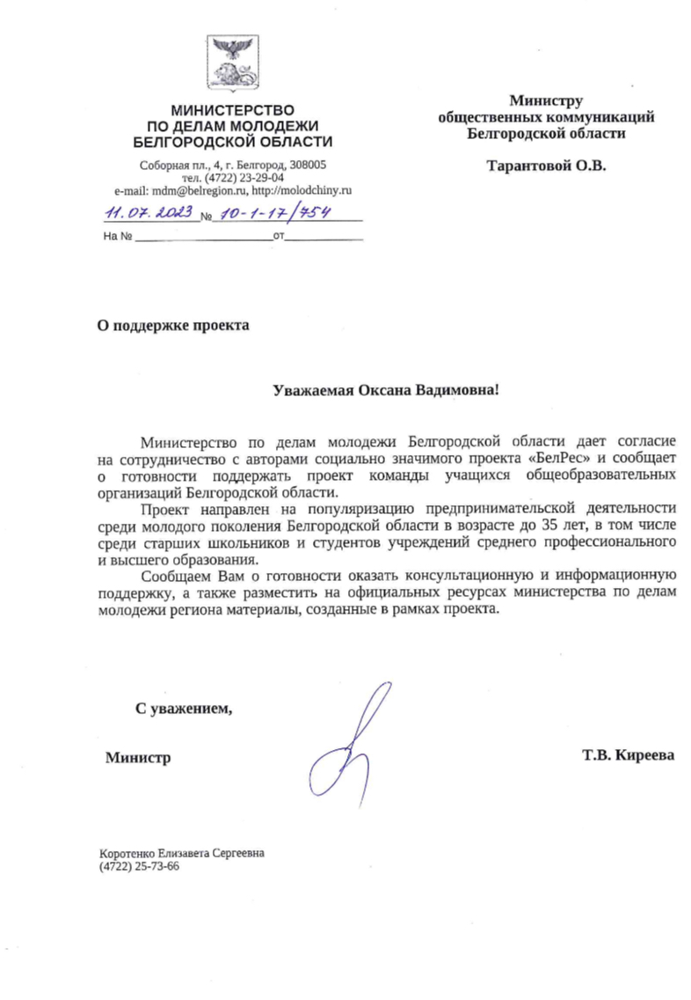 МИНИСТЕРСТВО
ПО ДЕЛАМ МОЛОДЕЖИ
БЕЛГОРОДСКОЙ ОБЛАСТИ
Соборная пл., 4, г. Белгород, 308005
тел. (4722) 23-29-04
e-mail: mdm@belregion.ru, http://molodchiny.ru
11.07.2023 № 10-1-17/754
На № от
Министру
общественных коммуникаций
Белгородской области
Тарантовой О.В.
О поддержке проекта
Уважаемая Оксана Вадимовна!
Министерство по делам молодежи Белгородской области дает согласие
на сотрудничество с авторами социально значимого проекта «БелРес» и сообщает
о готовности поддержать проект команды учащихся общеобразовательных
организаций Белгородской области.
Проект направлен на популяризацию предпринимательской деятельности
среди молодого поколения Белгородской области в возрасте до 35 лет, в том числе
среди старших школьников и студентов учреждений среднего профессионального
и высшего образования.
Сообщаем Вам о готовности оказать консультационную и информационную
поддержку, а также разместить на официальных ресурсах министерства по делам
молодежи региона материалы, созданные в рамках проекта.
С уважением,
Министр Т.В. Киреева
Коротенко Елизавета Сергеевна
(4722) 25-73-66